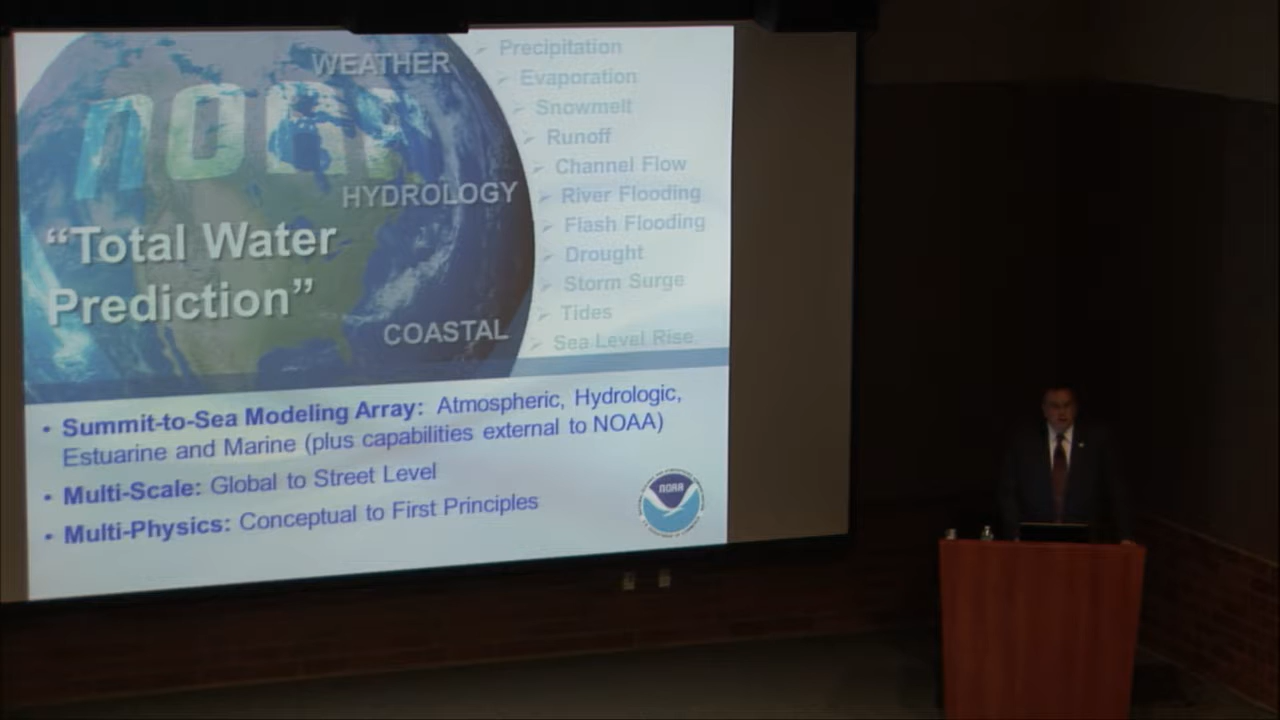 noaa
WEATHER
HYDROLOGY
“Total Water
Prediction”
COASTAL
Precipitation
Evaporation
Snowmelt
Runoff
Channel Flow
River Flooding
Flash Flooding
Drought
Storm Surge
Tides
Sea Level Rise
• Summit-to-Sea Modeling Array: Atmospheric, Hydrologic,
Estuarine and Marine (plus capabilities external to NOAA)
• Multi-Scale: Global to Street Level
• Multi-Physics: Conceptual to First Principles
NOAA